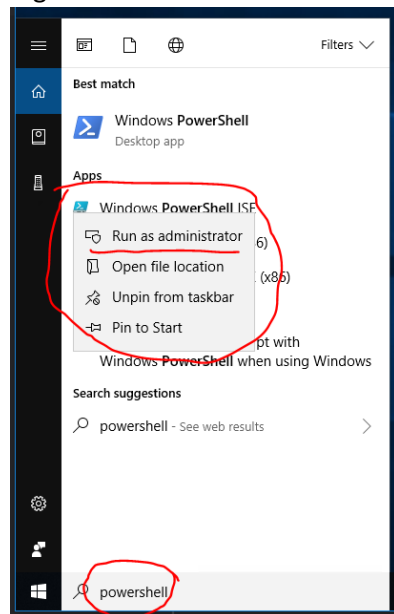 Filters
Best match
Windows PowerShell
Desktop app
Apps
Windows PowerShell ISE
Run as administrator
6)
Open file location
(x86)
Unpin from taskbar
Pin to Start
pt with
Windows PowerShell when using Windows
Search suggestions
powershell - See web results
powershell